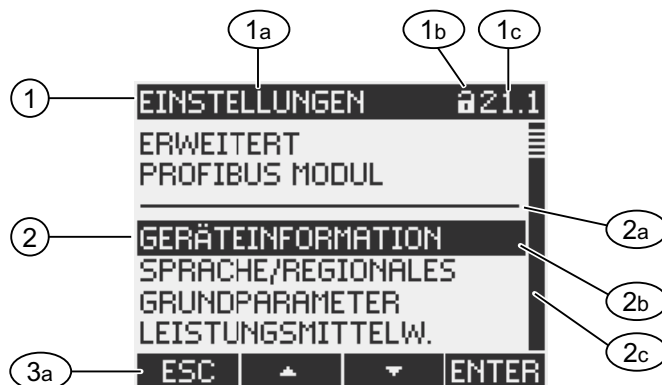 1a 1b 1c
1 EINSTELLUNGEN 21.1
ERWEITERT
PROFIBUS MODUL
2a
2 GERÄTEINFORMATION
SPRACHE/REGIONALES
2b
GRUNDPARAMETER
LEISTUNGSMITTELW.
2c
3a ESC ENTER